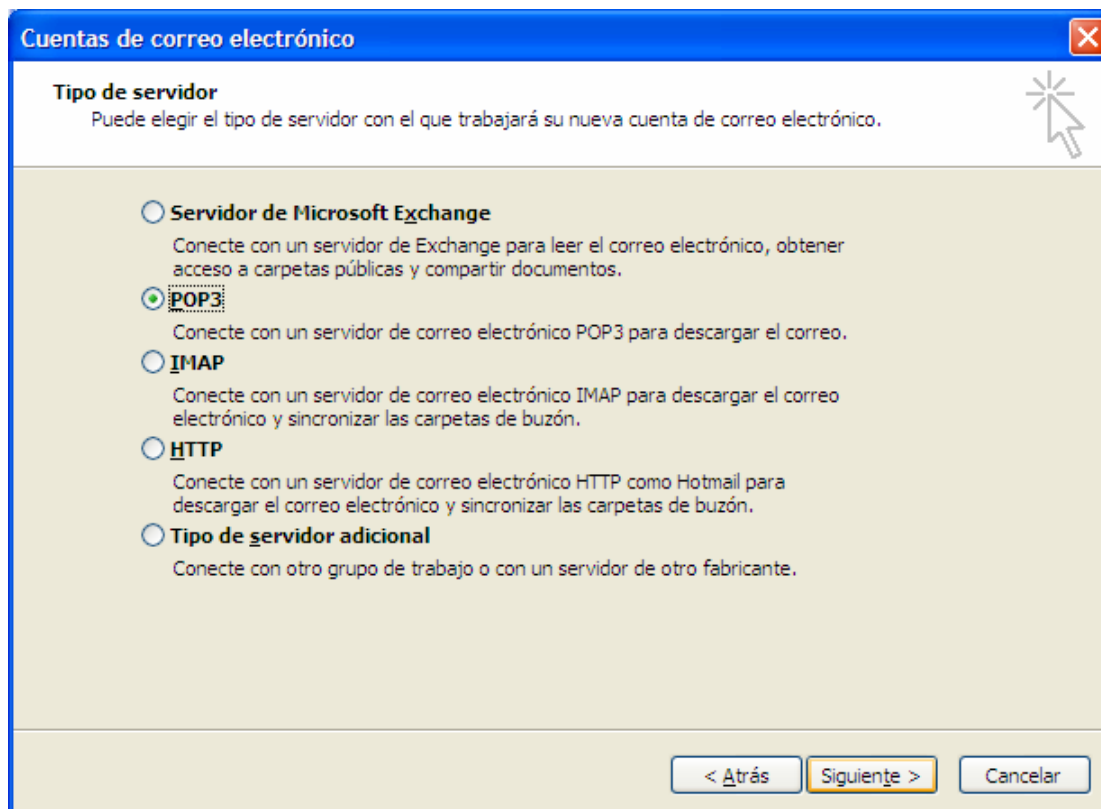 Cuentas de correo electrónico
Tipo de servidor
Puede elegir el tipo de servidor con el que trabajará su nueva cuenta de correo electrónico.
Servidor de Microsoft Exchange
Conecte con un servidor de Exchange para leer el correo electrónico, obtener
acceso a carpetas públicas y compartir documentos.
POP3
Conecte con un servidor de correo electrónico POP3 para descargar el correo.
IMAP
Conecte con un servidor de correo electrónico IMAP para descargar el correo
electrónico y sincronizar las carpetas de buzón.
HTTP
Conecte con un servidor de correo electrónico HTTP como Hotmail para
descargar el correo electrónico y sincronizar las carpetas de buzón.
Tipo de servidor adicional
Conecte con otro grupo de trabajo o con un servidor de otro fabricante.
< Atrás Siguiente > Cancelar